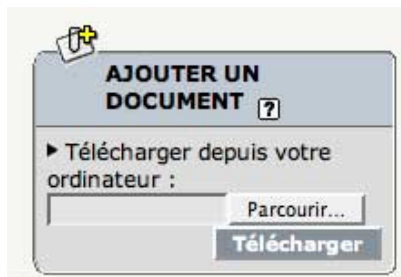 AJOUTER UN
DOCUMENT ?
Télécharger depuis votre
ordinateur :
Parcourir...
Télécharger